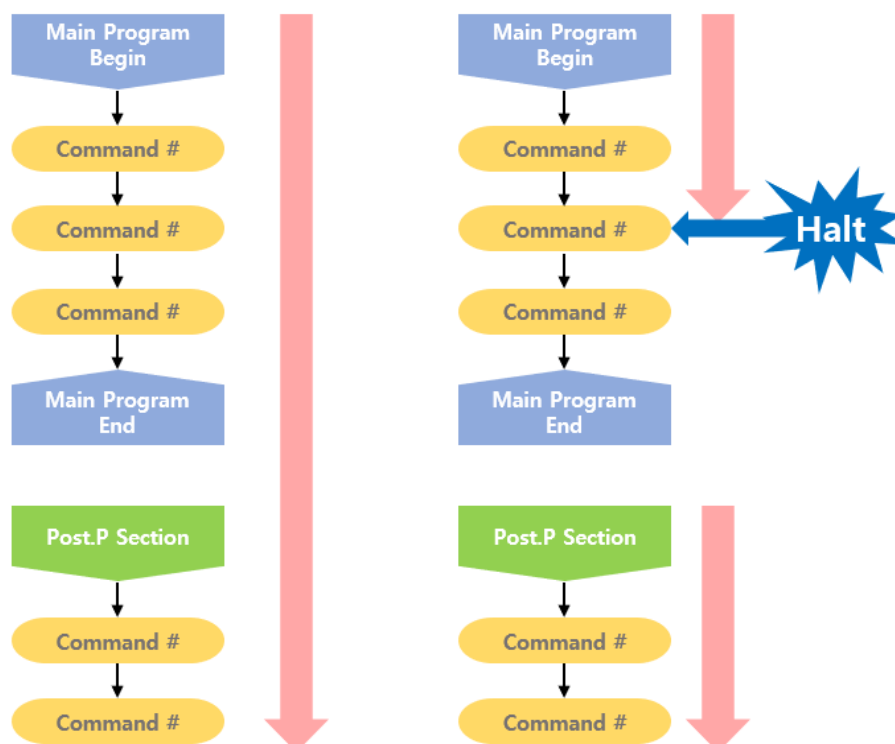 Main Program
Begin
Command #
Command #
Command #
Main Program
End
Post.P Section
Command #
Command #
Main Program
Begin
Command #
Command #
Halt
Command #
Main Program
End
Post.P Section
Command #
Command #